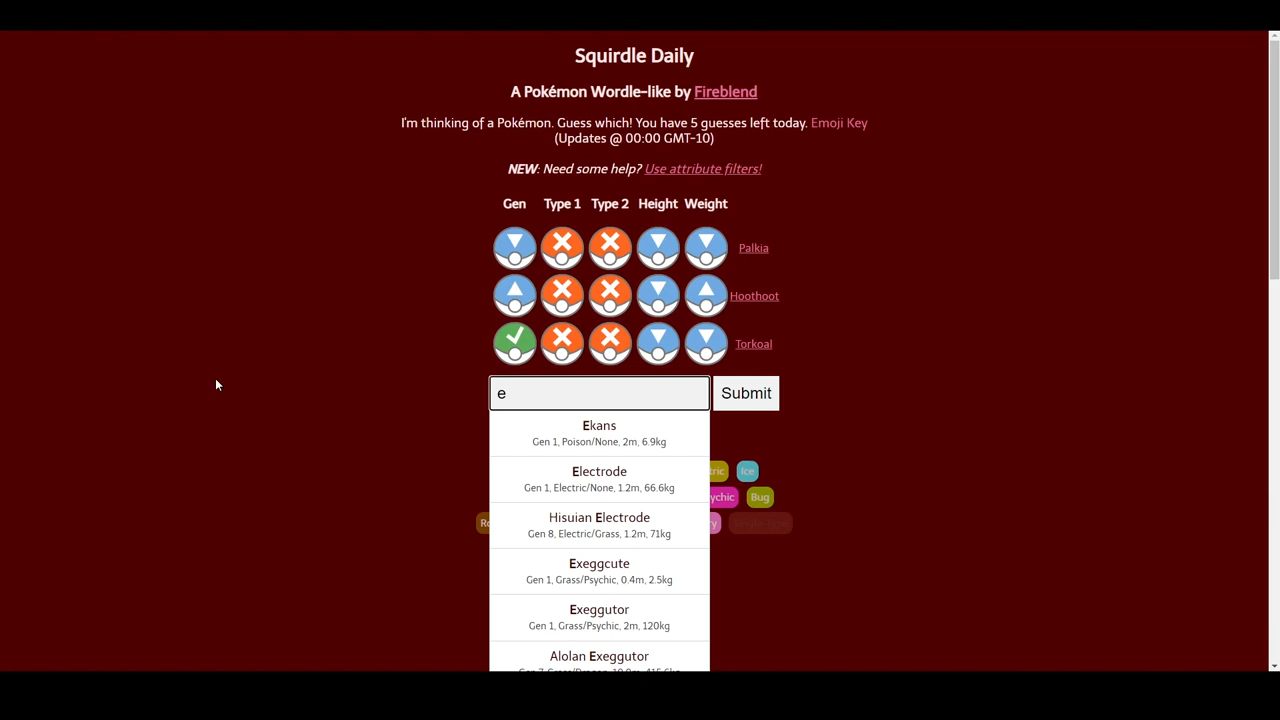 Squirdle Daily
A Pokémon Wordle-like by Fireblend
I'm thinking of a Pokémon. Guess which! You have 5 guesses left today. Emoji Key
(Updates @ 00:00 GMT-10)
NEW: Need some help? Use attribute filters!
Gen Type 1 Type 2 Height Weight
Palkia
Hoothoot
Torkoal
e Submit
Ekans
Gen 1, Poison/None, 2m, 6.9kg
Electrode
Gen 1, Electric/None, 1.2m, 66.6kg
tric Ice
Hisuian Electrode
ychic Bug
Gen 8, Electric/Grass, 1.2m, 71kg
Exeggcute
Gen 1, Grass/Psychic, 0.4m, 2.5kg
Exeggutor
Gen 1, Grass/Psychic, 2m, 120kg
Alolan Exeggutor